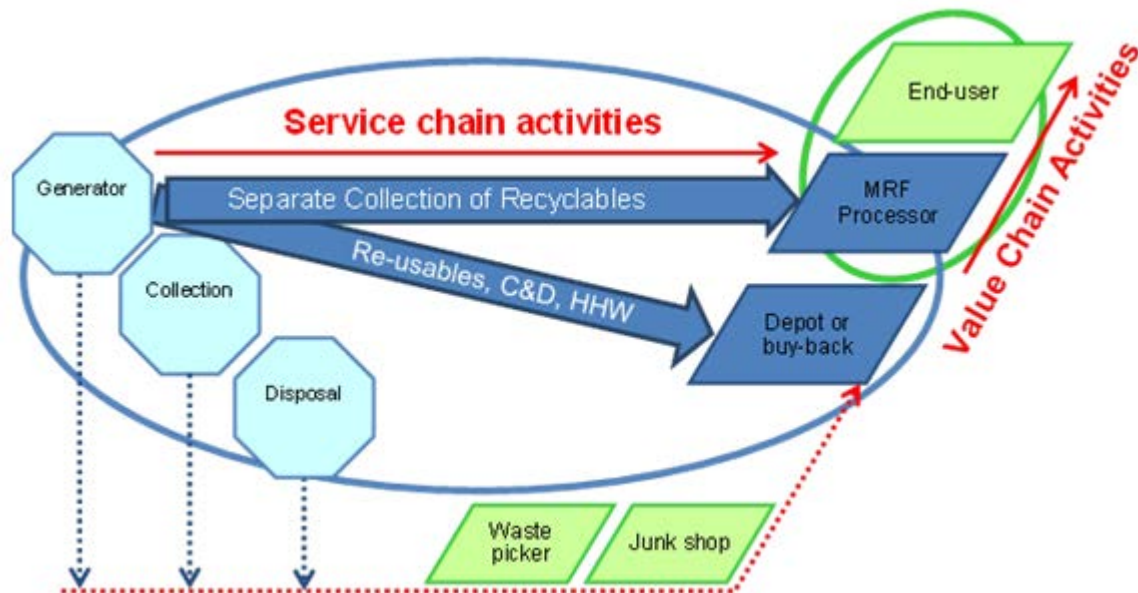 End-user
Service chain activities
Generator
Separate Collection of Recyclables
MRF
Processor
Value Chain Activities
Re-usables, C&D, HHW
Collection
Depot or
buy-back
Disposal
Waste
picker
Junk shop